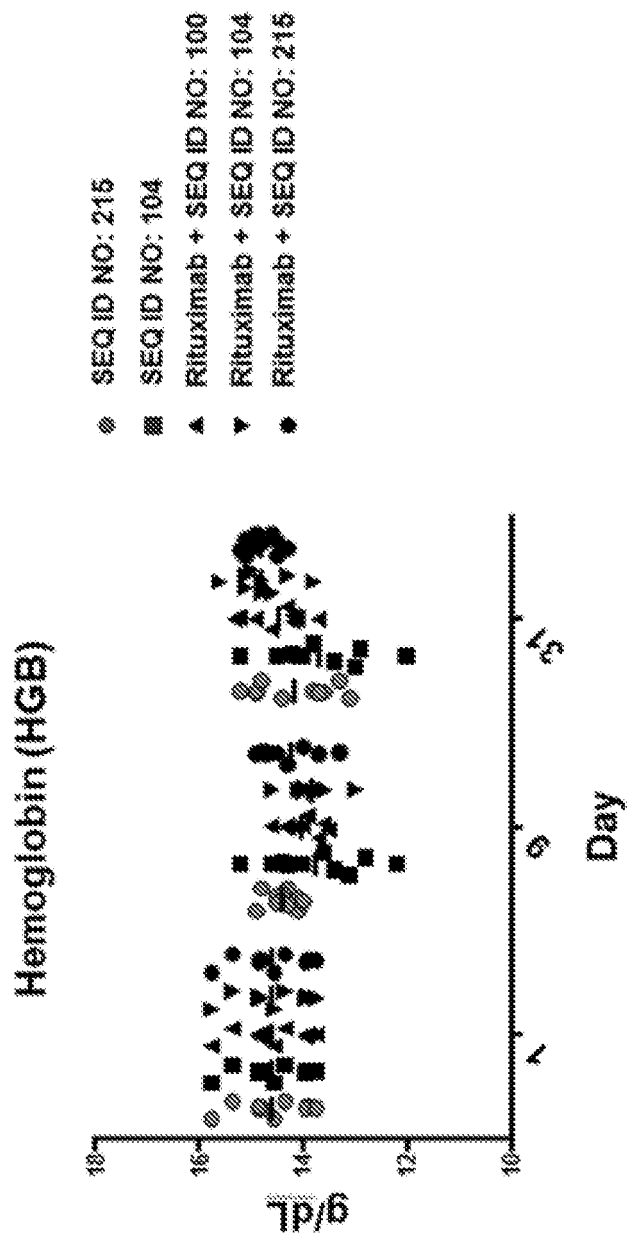 Hemoglobin (HGB)
18
16
14
12
10
g/dL
1
9
31
Day
SEQ ID NO: 215
SEQ ID NO: 104
Rituximab + SEQ ID NO: 100
Rituximab + SEQ ID NO: 104
Rituximab + SEQ ID NO: 215